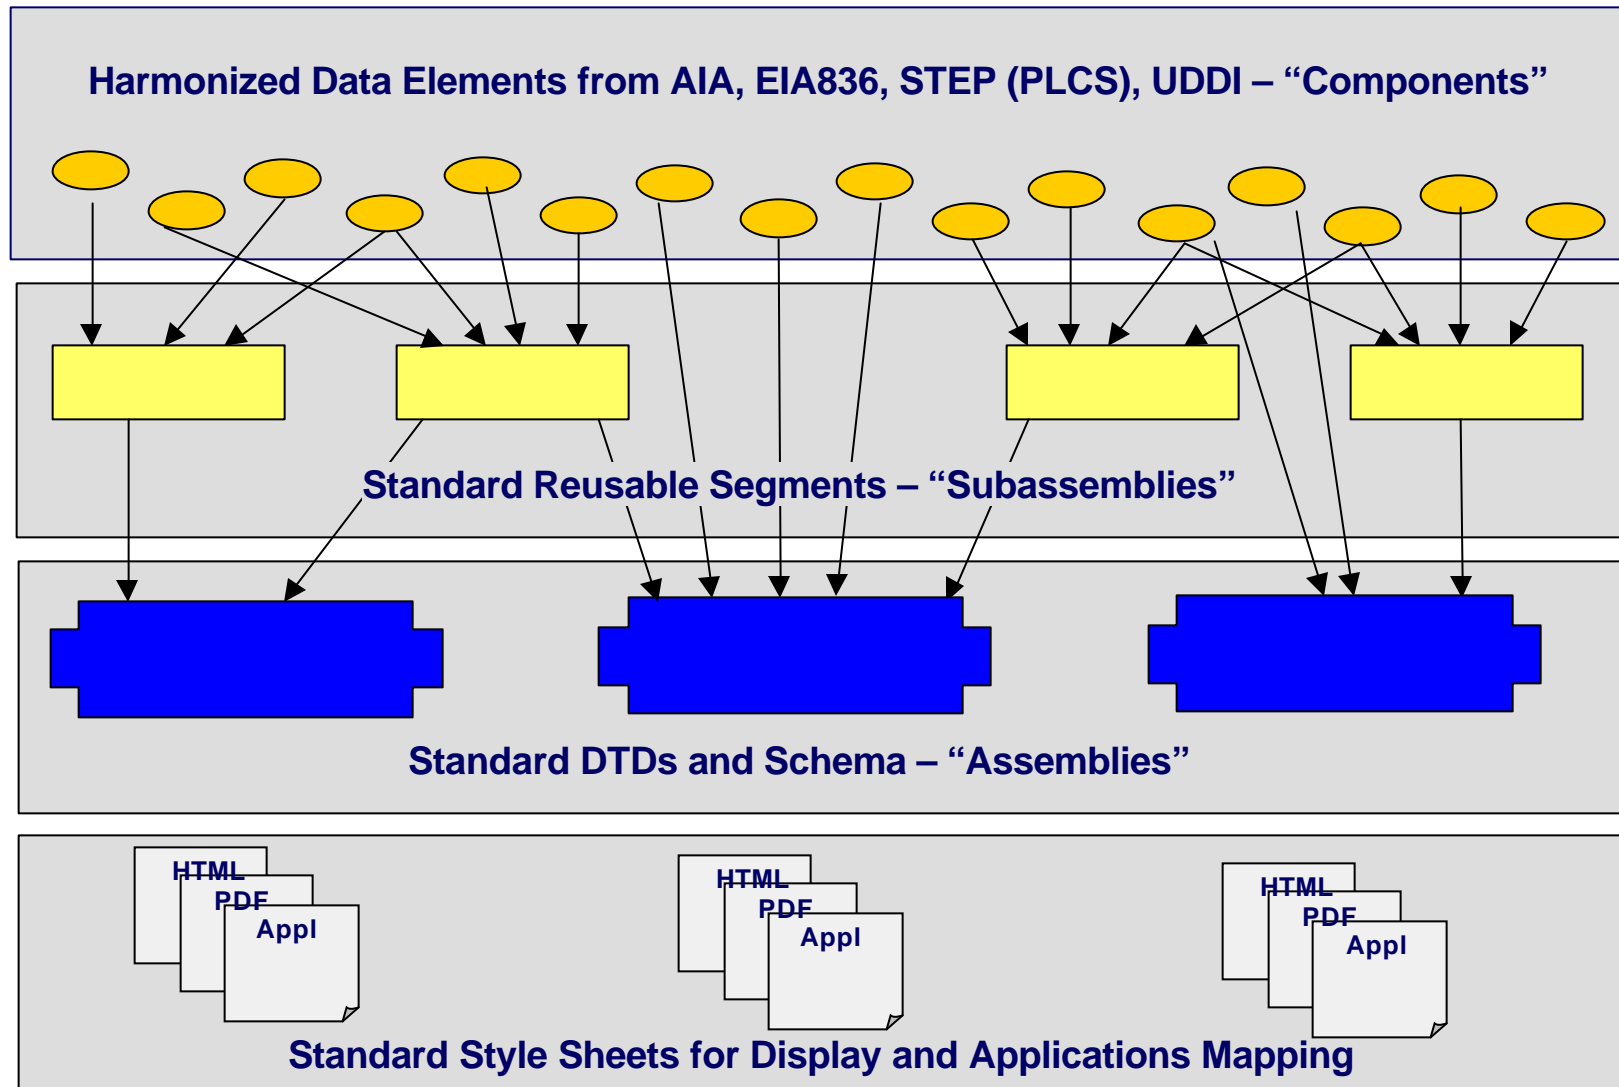 Harmonized Data Elements from AIA, EIA836, STEP (PLCS), UDDI – “Components”
Standard Reusable Segments – “Subassemblies”
Standard DTDs and Schema – “Assemblies”
HTML
PDF
Appl
HTML
PDF
Appl
HTML
PDF
Appl
Standard Style Sheets for Display and Applications Mapping